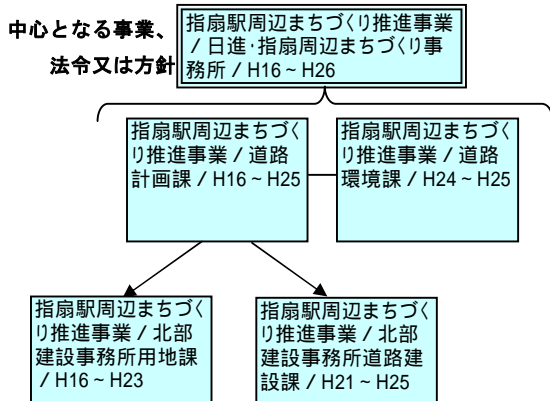 中心となる事業、
法令又は方針
指扇駅周辺まちづくり推進事業
/日進・指扇周辺まちづくり事
務所/H16～H26
指扇駅周辺まちづく
り推進事業/道路
計画課/H16～H25
指扇駅周辺まちづく
り推進事業/道路
環境課/H24～H25
指扇駅周辺まちづく
り推進事業/北部
建設事務所用地課
/H16～H23
指扇駅周辺まちづく
り推進事業/北部
建設事務所道路建
設課/H21～H25